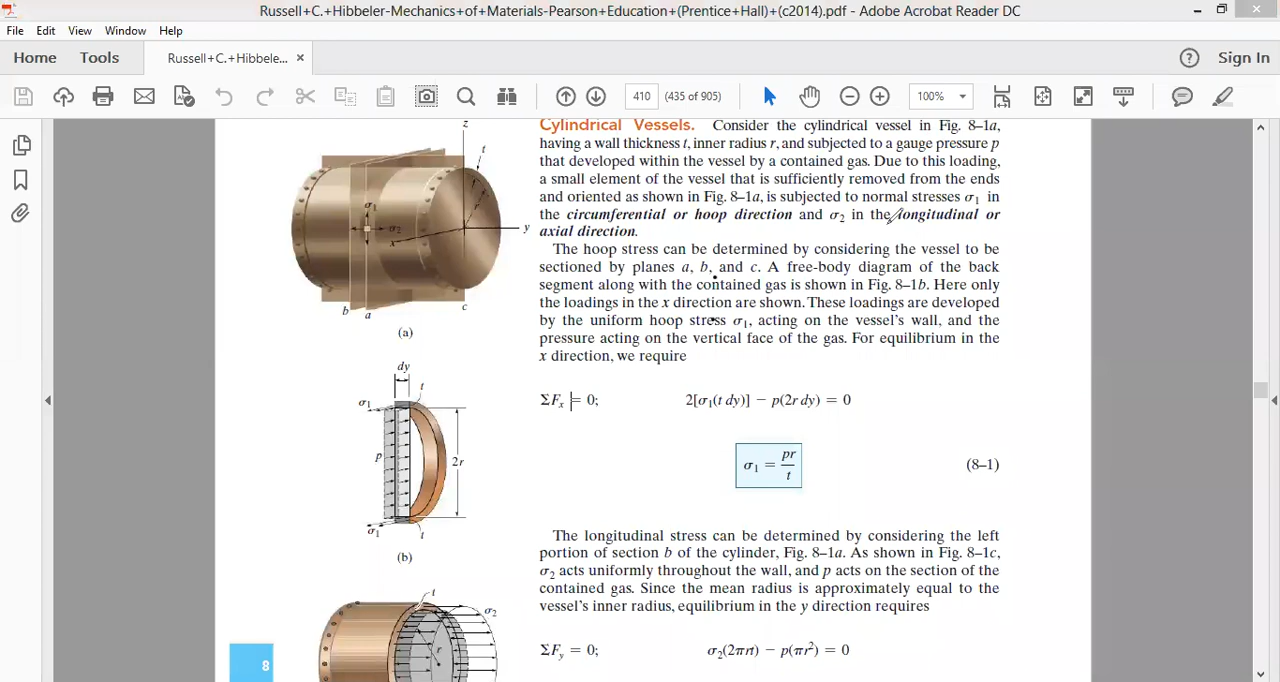 Russell+C.+Hibbeler-Mechanics+of+Materials-Pearson+Education+(Prentice+Hall)+(c2014).pdf - Adobe Acrobat Reader DC
File Edit View Window Help
Home Tools Russell+C.+Hibbele... × Sign In
410 (435 of 905) 100%
Cylindrical Vessels. Consider the cylindrical vessel in Fig. 8–1a,
having a wall thickness t, inner radius r, and subjected to a gauge pressure p
that developed within the vessel by a contained gas. Due to this loading,
a small element of the vessel that is sufficiently removed from the ends
and oriented as shown in Fig. 8–1a, is subjected to normal stresses σ1 in
the circumferential or hoop direction and σ2 in the longitudinal or
axial direction.
The hoop stress can be determined by considering the vessel to be
sectioned by planes a, b, and c. A free-body diagram of the back
segment along with the contained gas is shown in Fig. 8–1b. Here only
the loadings in the x direction are shown. These loadings are developed
by the uniform hoop stress σ1, acting on the vessel's wall, and the
pressure acting on the vertical face of the gas. For equilibrium in the
x direction, we require
ΣFx = 0; 2[σ1(t dy)] − p(2r dy) = 0
σ1 = pr/t (8–1)
The longitudinal stress can be determined by considering the left
portion of section b of the cylinder, Fig. 8–1a. As shown in Fig. 8–1c,
σ2 acts uniformly throughout the wall, and p acts on the section of the
contained gas. Since the mean radius is approximately equal to the
vessel's inner radius, equilibrium in the y direction requires
ΣFy = 0; σ2(2πrt) − p(πr²) = 0
z
t
σ1
r
σ2
y
x
b a c
(a)
dy
t
σ1
p
2r
σ1
t
(b)
t
σ2
r
8